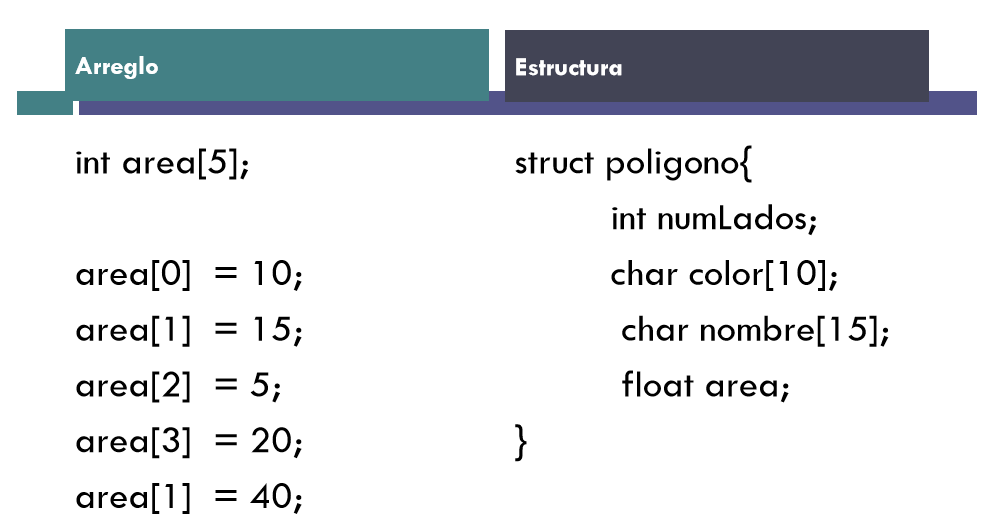 Arreglo
int area[5];
area[0] = 10;
area[1] = 15;
area[2] = 5;
area[3] = 20;
area[1] = 40;
Estructura
struct poligono{
int numLados;
char color[10];
char nombre[15];
float area;
}